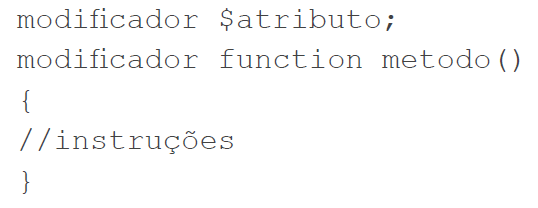 modificador $atributo;
modificador function metodo()
{
//instruções
}